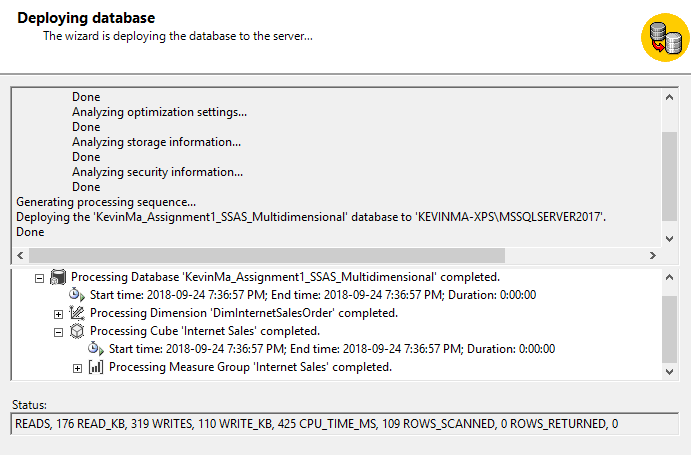 Deploying database
The wizard is deploying the database to the server...
Done
Analyzing optimization settings...
Done
Analyzing storage information...
Done
Analyzing security information...
Done
Generating processing sequence...
Deploying the 'KevinMa_Assignment1_SSAS_Multidimensional' database to 'KEVINMA-XPS\MSSQLSERVER2017'.
Done
Processing Database 'KevinMa_Assignment1_SSAS_Multidimensional' completed.
Start time: 2018-09-24 7:36:57 PM; End time: 2018-09-24 7:36:57 PM; Duration: 0:00:00
Processing Dimension 'DimInternetSalesOrder' completed.
Processing Cube 'Internet Sales' completed.
Start time: 2018-09-24 7:36:57 PM; End time: 2018-09-24 7:36:57 PM; Duration: 0:00:00
Processing Measure Group 'Internet Sales' completed.
Status:
READS, 176 READ_KB, 319 WRITES, 110 WRITE_KB, 425 CPU_TIME_MS, 109 ROWS_SCANNED, 0 ROWS_RETURNED, 0